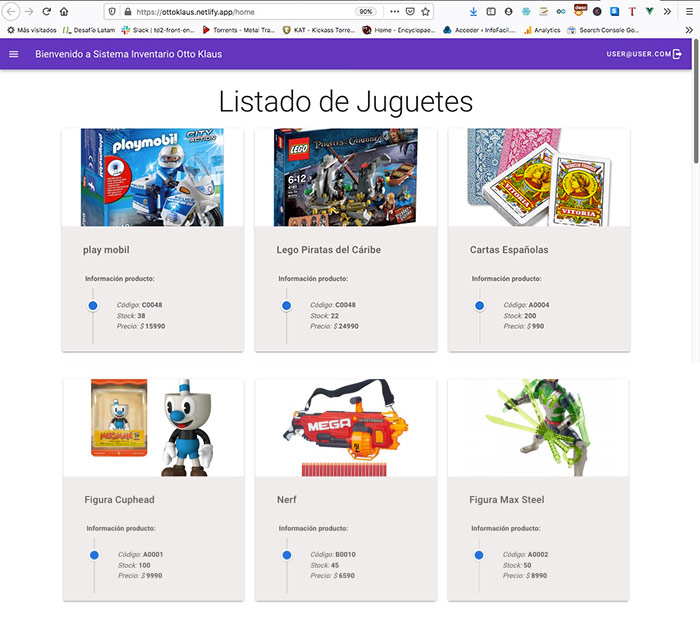 https://ottoklaus.netlify.app/home
90%
Más visitados
Desafío Latam
Slack | td2-front-en...
Torrents - Metal Tra...
KAT - Kickass Torre...
Home - Encyclopae...
Acceder ‹ InfoFacil...
Analytics
Search Console Go...
Bienvenido a Sistema Inventario Otto Klaus
USER@USER.COM
Listado de Juguetes
playmobil
CITY ACTION
LEGO
6-12
4181
VITORIA
VITORIA
play mobil
Información producto:
Código: C0048
Stock: 38
Precio: $ 15990
Lego Piratas del Cáribe
Información producto:
Código: C0048
Stock: 22
Precio: $ 24990
Cartas Españolas
Información producto:
Código: A0004
Stock: 200
Precio: $ 990
MEGA
Figura Cuphead
Información producto:
Código: A0001
Stock: 100
Precio: $ 9990
Nerf
Información producto:
Código: B0010
Stock: 45
Precio: $ 6590
Figura Max Steel
Información producto:
Código: A0002
Stock: 50
Precio: $ 8990